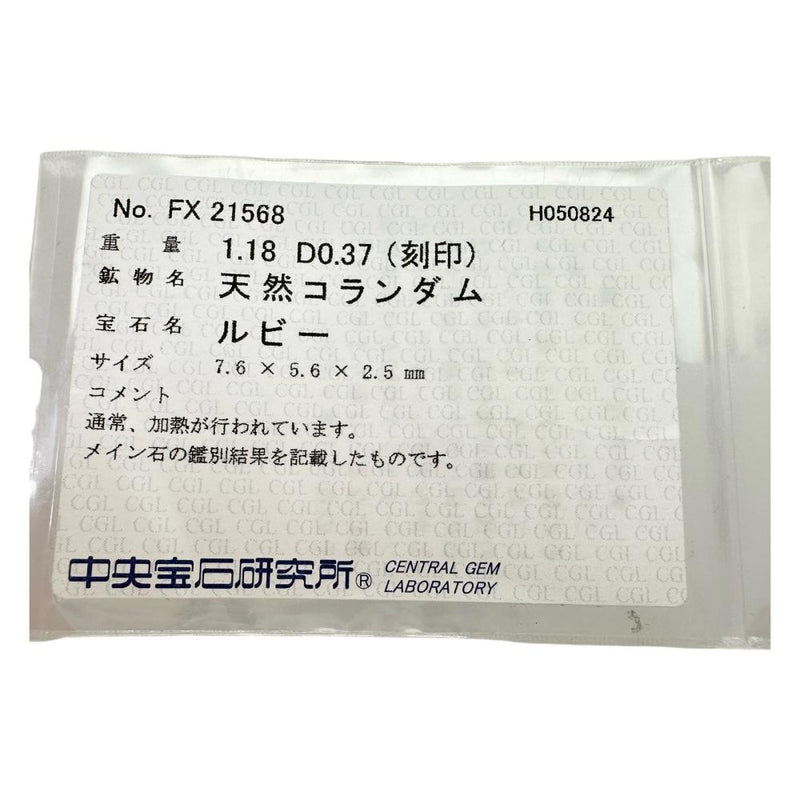 No. FX 21568 H050824
重量 1.18 D0.37 (刻印)
鉱物名 天然コランダム
宝石名 ルビー
サイズ 7.6 × 5.6 × 2.5 mm
コメント
通常、加熱が行われています。
メイン石の鑑別結果を記載したものです。
中央宝石研究所® CENTRAL GEM
LABORATORY